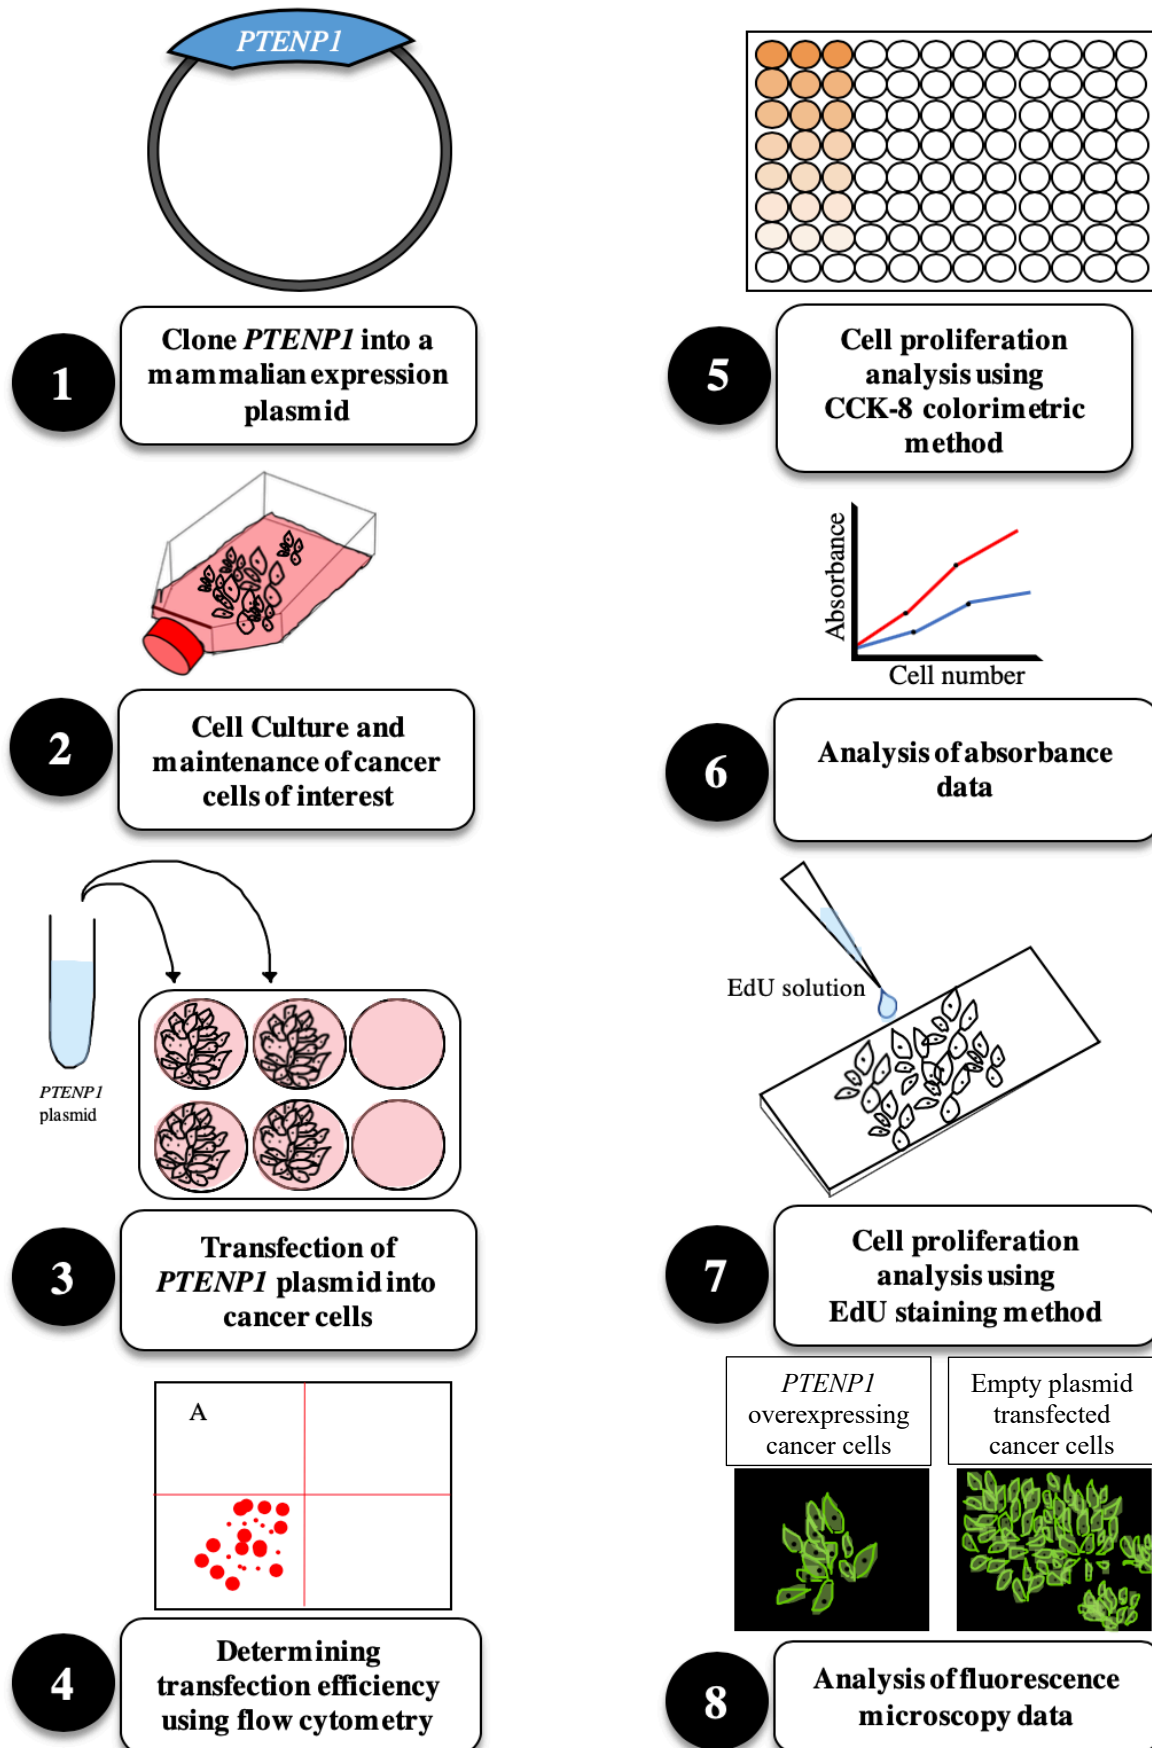 PTENP1
1
Clone PTENP1 into a
mammalian expression
plasmid
2
Cell Culture and
maintenance of cancer
cells of interest
PTENP1
plasmid
3
Transfection of
PTENP1 plasmid into
cancer cells
A
4
Determining
transfection efficiency
using flow cytometry
5
Cell proliferation
analysis using
CCK-8 colorimetric
method
Absorbance
Cell number
6
Analysis of absorbance
data
EdU solution
7
Cell proliferation
analysis using
EdU staining method
PTENP1
overexpressing
cancer cells
Empty plasmid
transfected
cancer cells
8
Analysis of fluorescence
microscopy data